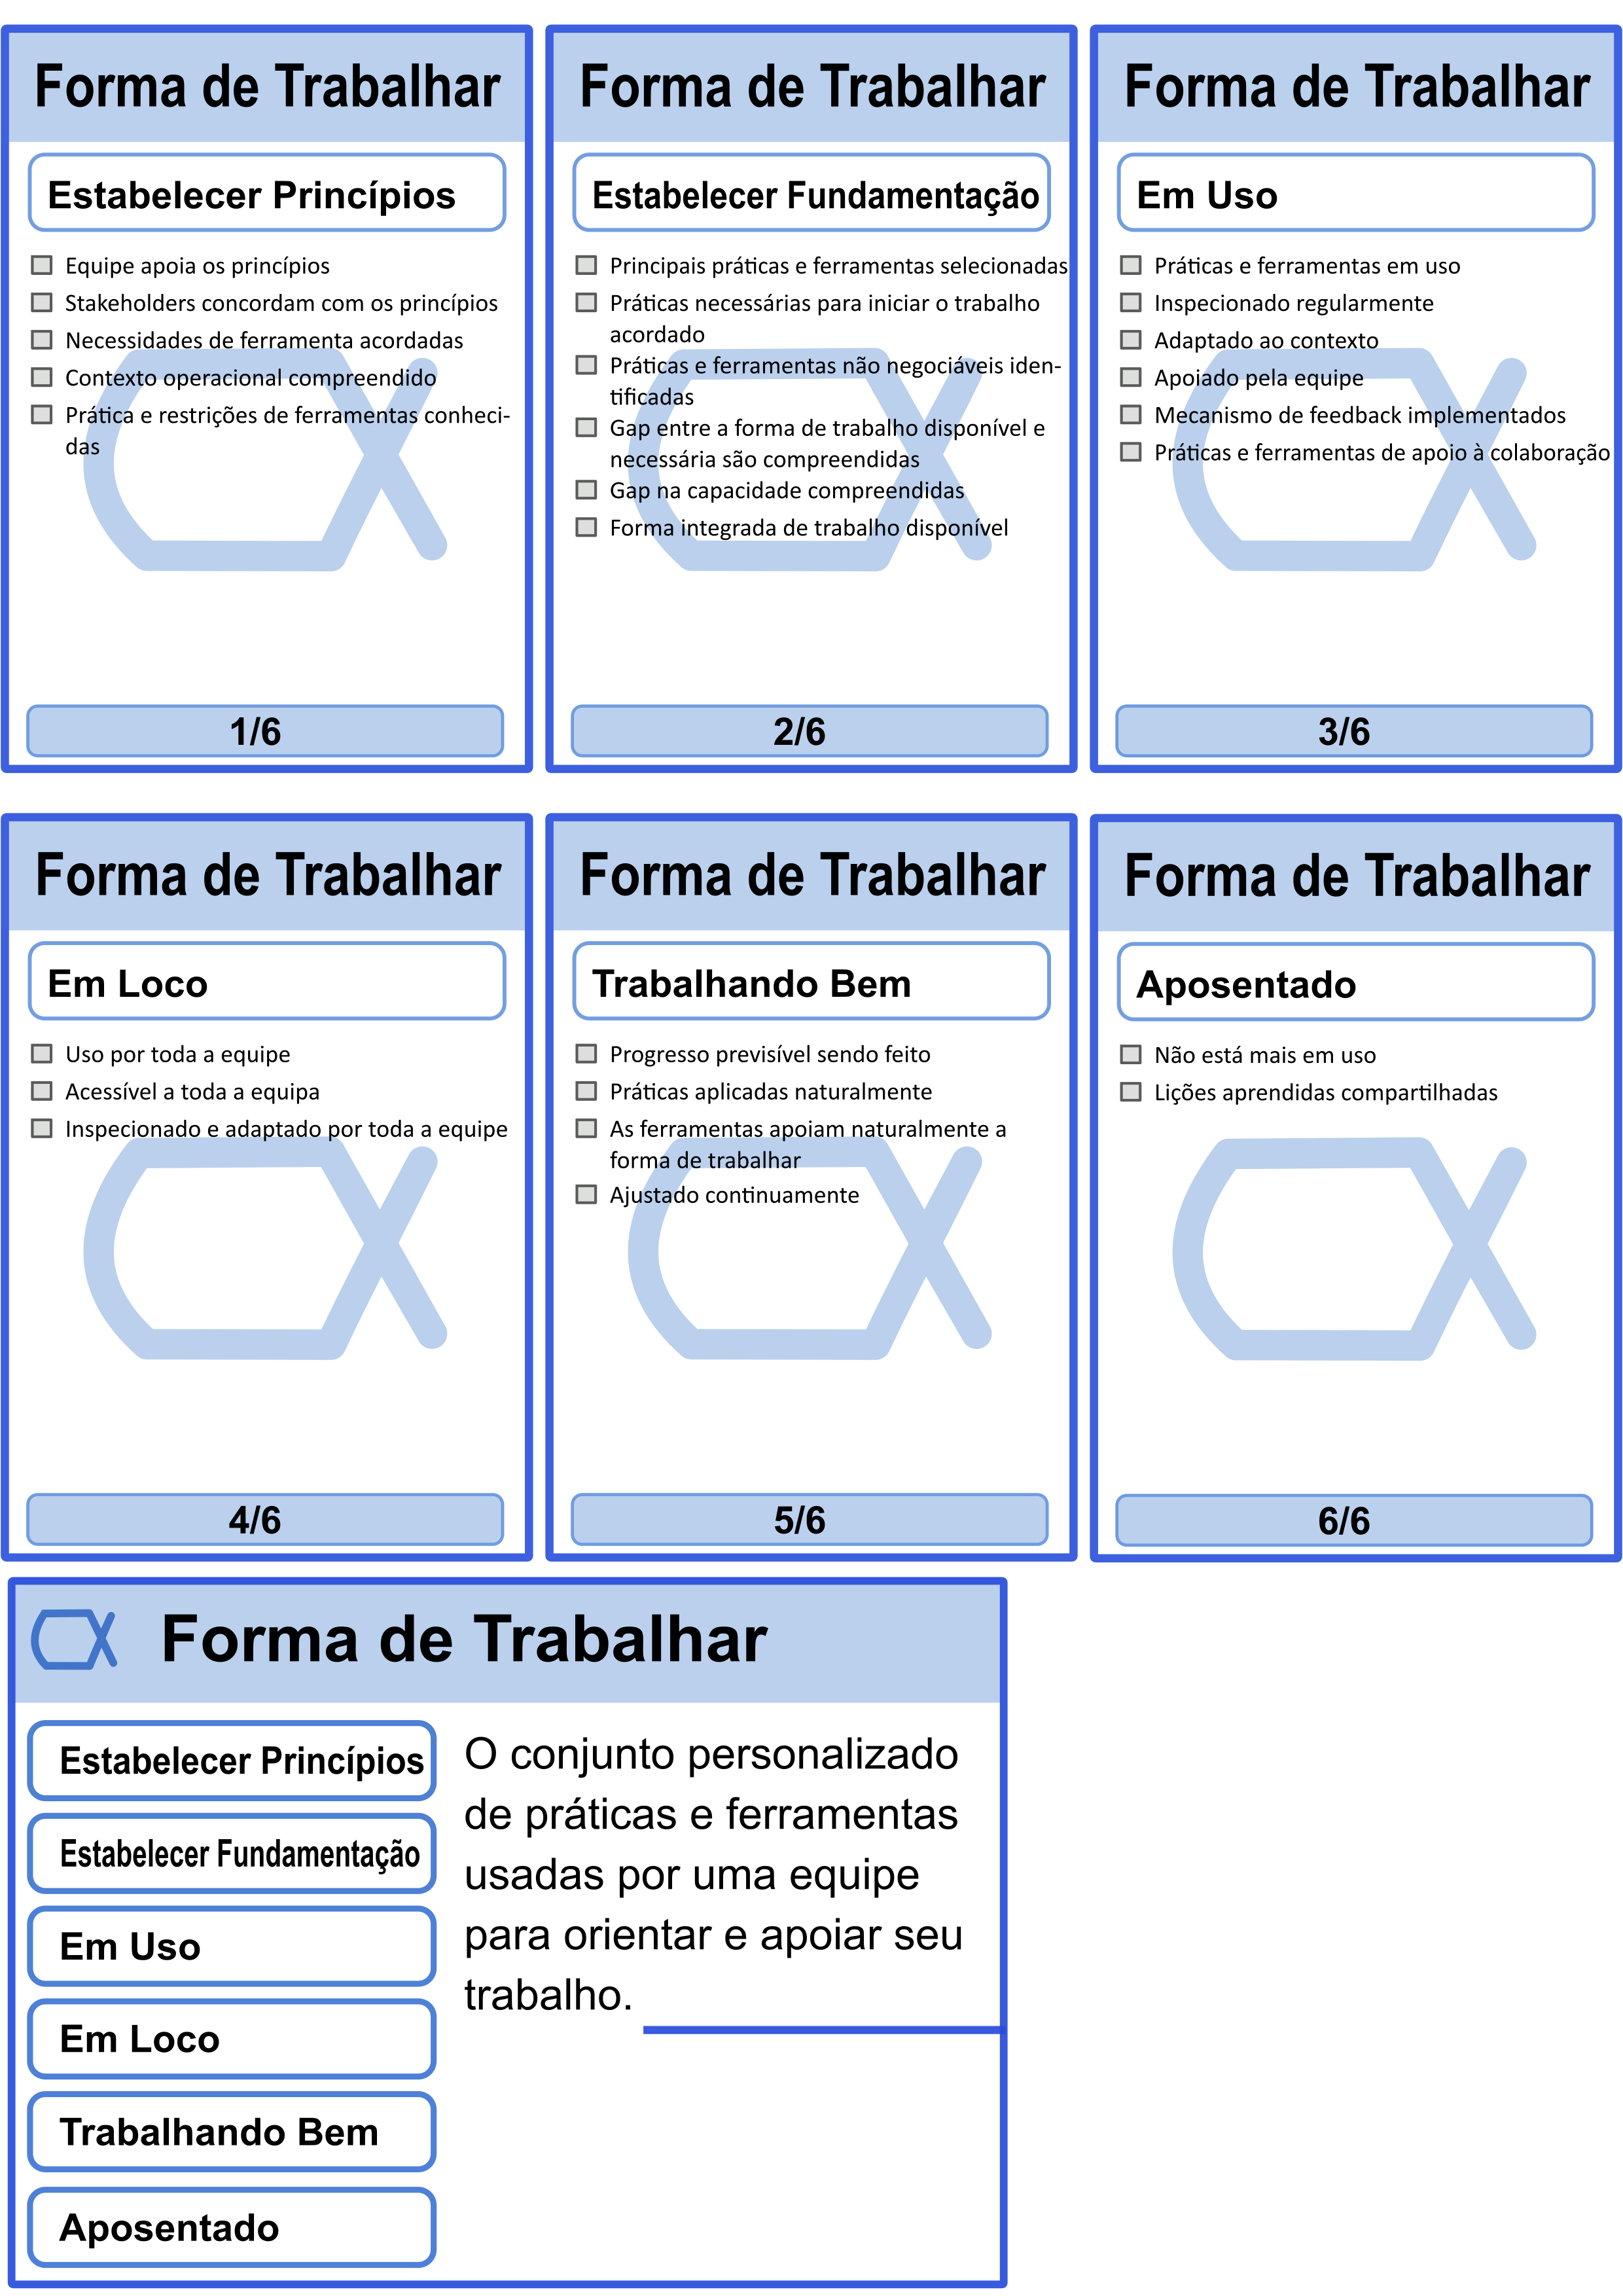 Forma de Trabalhar
Estabelecer Princípios
Equipe apoia os princípios
Stakeholders concordam com os princípios
Necessidades de ferramenta acordadas
Contexto operacional compreendido
Prática e restrições de ferramentas conheci-
das
1/6
Forma de Trabalhar
Estabelecer Fundamentação
Principais práticas e ferramentas selecionadas
Práticas necessárias para iniciar o trabalho
acordado
Práticas e ferramentas não negociáveis iden-
tificadas
Gap entre a forma de trabalho disponível e
necessária são compreendidas
Gap na capacidade compreendidas
Forma integrada de trabalho disponível
2/6
Forma de Trabalhar
Em Uso
Práticas e ferramentas em uso
Inspecionado regularmente
Adaptado ao contexto
Apoiado pela equipe
Mecanismo de feedback implementados
Práticas e ferramentas de apoio à colaboração
3/6
Forma de Trabalhar
Em Loco
Uso por toda a equipe
Acessível a toda a equipa
Inspecionado e adaptado por toda a equipe
4/6
Forma de Trabalhar
Trabalhando Bem
Progresso previsível sendo feito
Práticas aplicadas naturalmente
As ferramentas apoiam naturalmente a
forma de trabalhar
Ajustado continuamente
5/6
Forma de Trabalhar
Aposentado
Não está mais em uso
Lições aprendidas compartilhadas
6/6
Forma de Trabalhar
Estabelecer Princípios
Estabelecer Fundamentação
Em Uso
Em Loco
Trabalhando Bem
Aposentado
O conjunto personalizado
de práticas e ferramentas
usadas por uma equipe
para orientar e apoiar seu
trabalho.